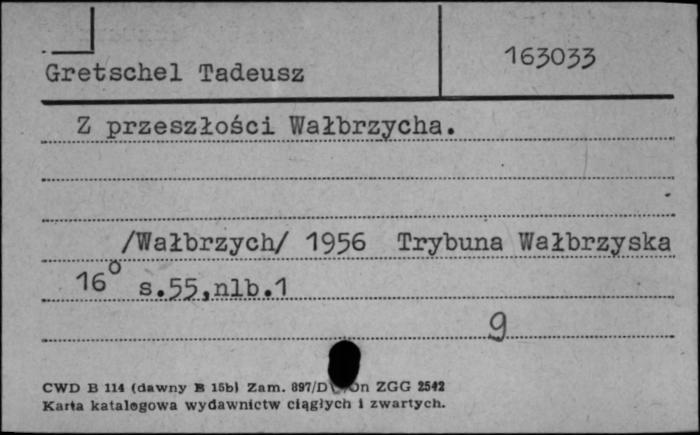 163033
Gretschel Tadeusz
Z przeszłości Wałbrzycha.
/Wałbrzych/ 1956 Trybuna Wałbrzyska
16° s.55,nlb.1
9
CWD B 114 (dawny B 15b) Zam. 897/D ZGG 2542
Karta katalogowa wydawnictw ciągłych i zwartych.